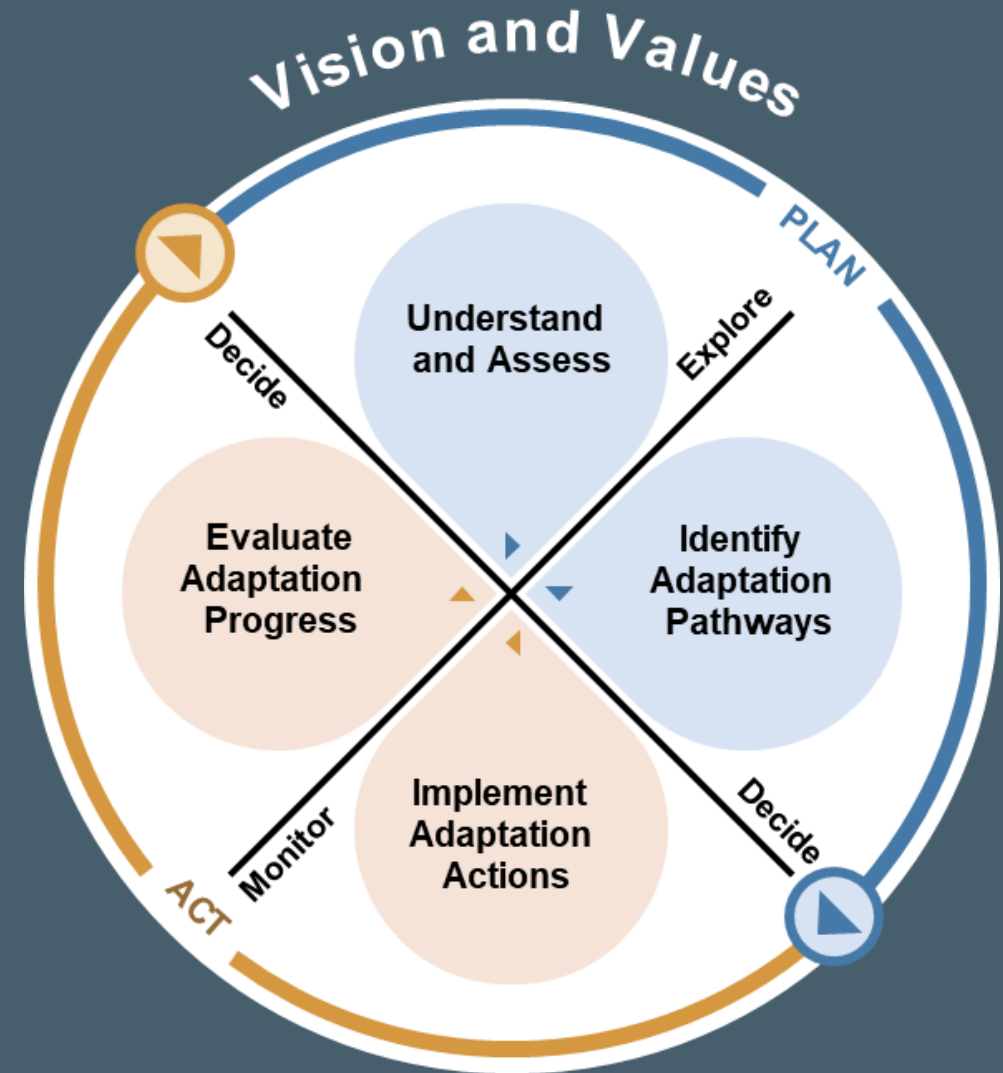 Vision and Values
PLAN
Understand
and Assess
Explore
Decide
Evaluate
Adaptation
Progress
Identify
Adaptation
Pathways
Implement
Adaptation
Actions
Monitor
Decide
ACT